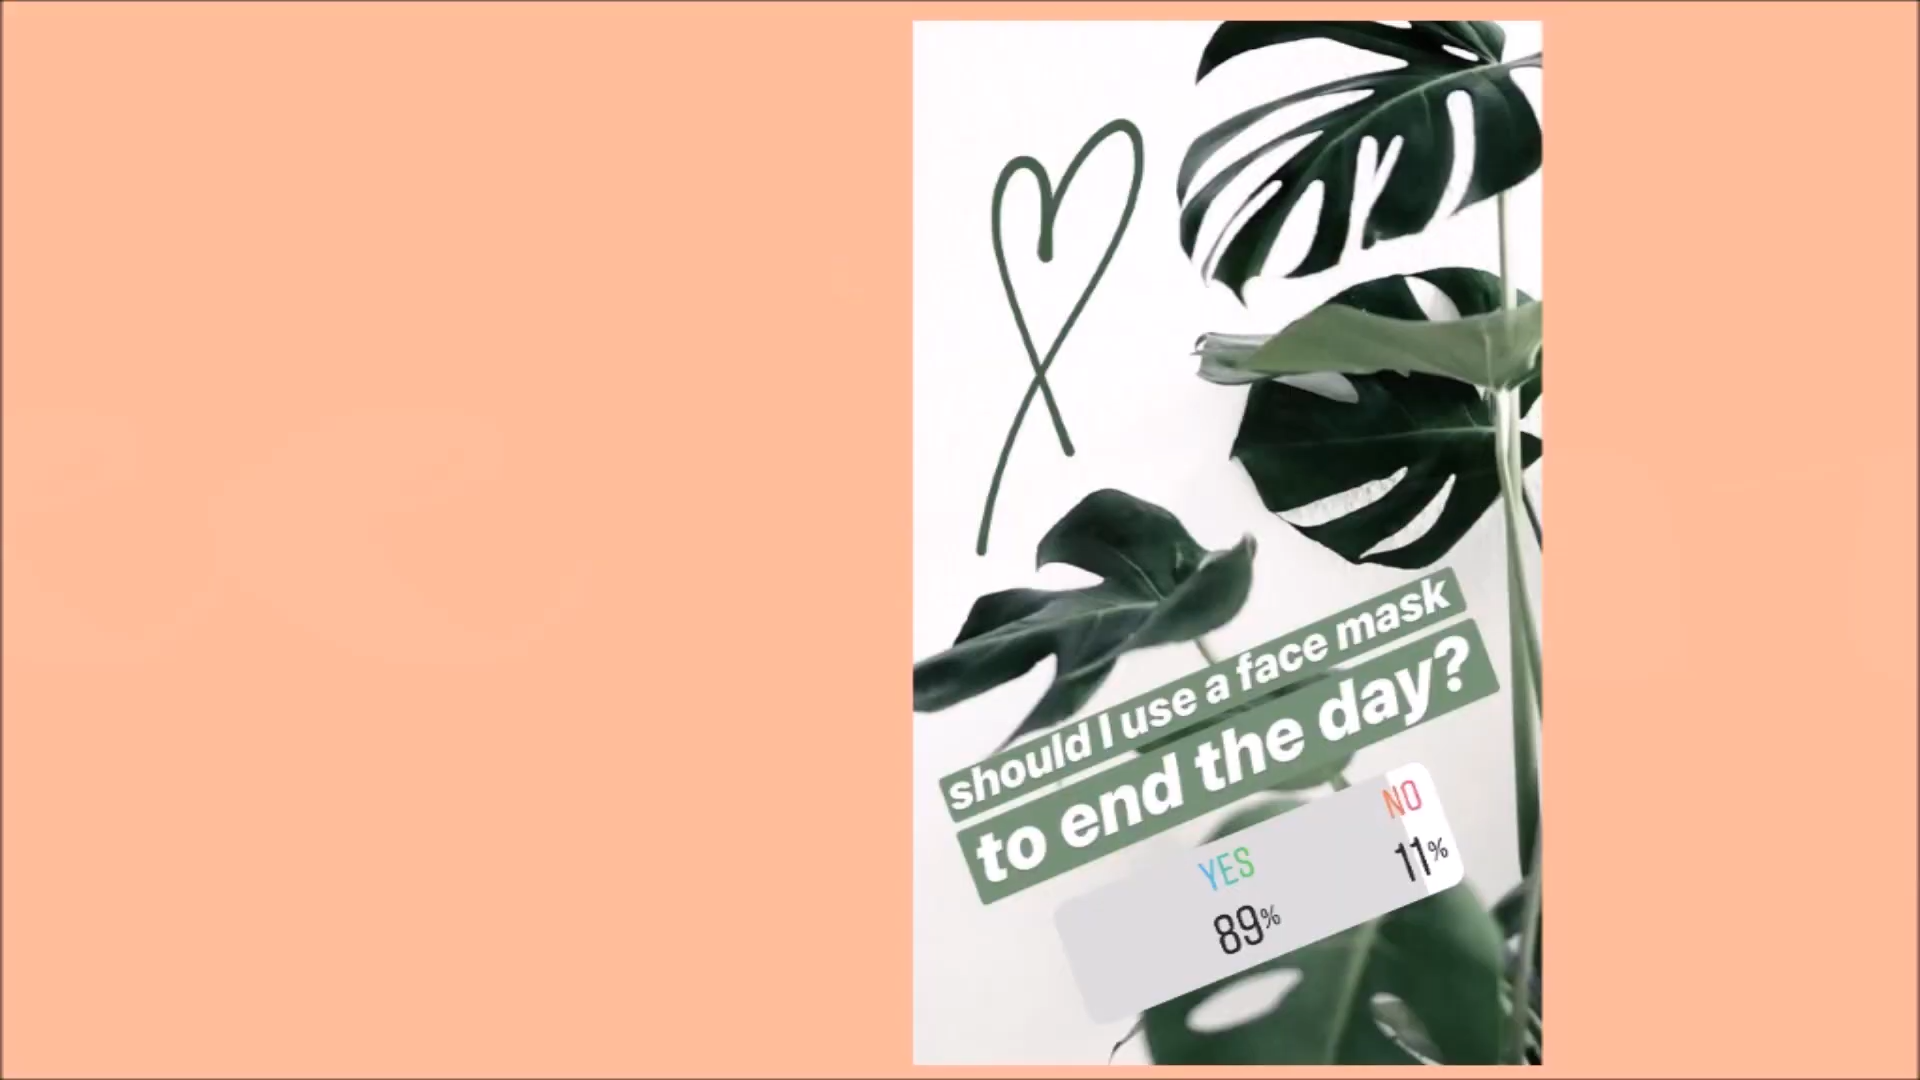 should I use a face mask
to end the day?
YES
89%
NO
11%